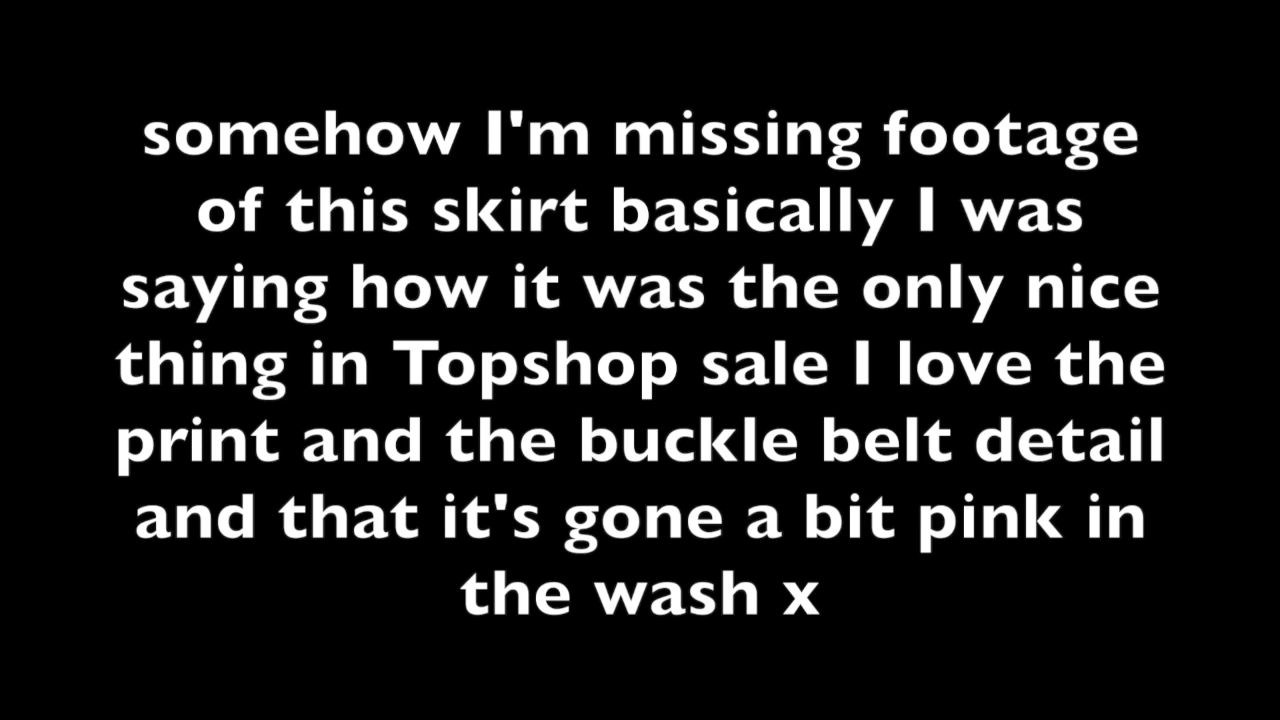 somehow I'm missing footage
of this skirt basically I was
saying how it was the only nice
thing in Topshop sale I love the
print and the buckle belt detail
and that it's gone a bit pink in
the wash x